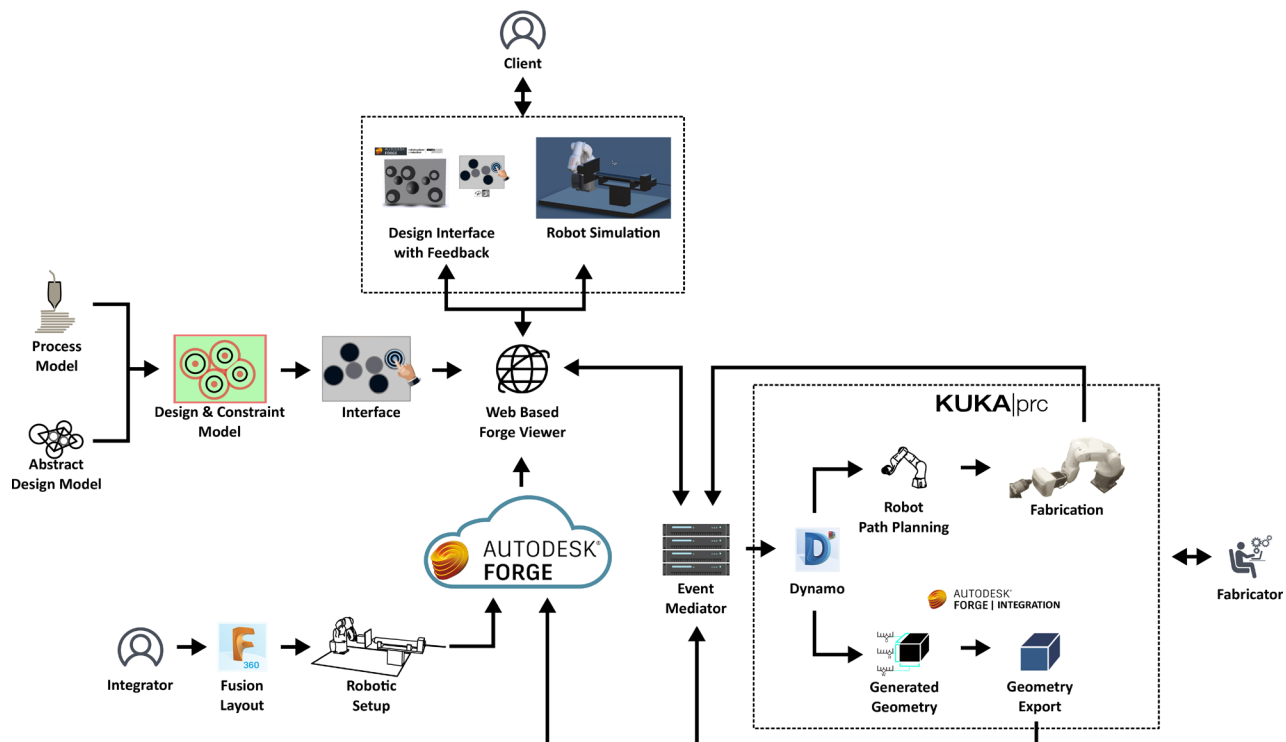 Client
AUTODESK
FORGE
Design Interface
with Feedback
Robot Simulation
Process
Model
Design & Constraint
Model
Interface
Web Based
Forge Viewer
Abstract
Design Model
KUKA|prc
Robot
Path Planning
Fabrication
AUTODESK®
FORGE
Event
Mediator
D
Dynamo
AUTODESK®
FORGE | INTEGRATION
Fabricator
Integrator
F
360
Fusion
Layout
Robotic
Setup
Generated
Geometry
Geometry
Export